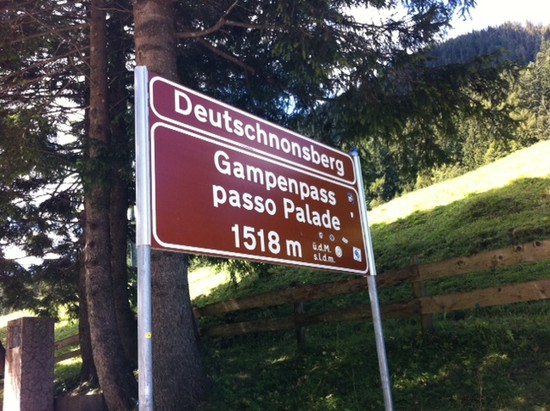 Deutschnonsberg
Gampenpass
passo Palade
1518 m ü.d.M.
s.l.d.m.